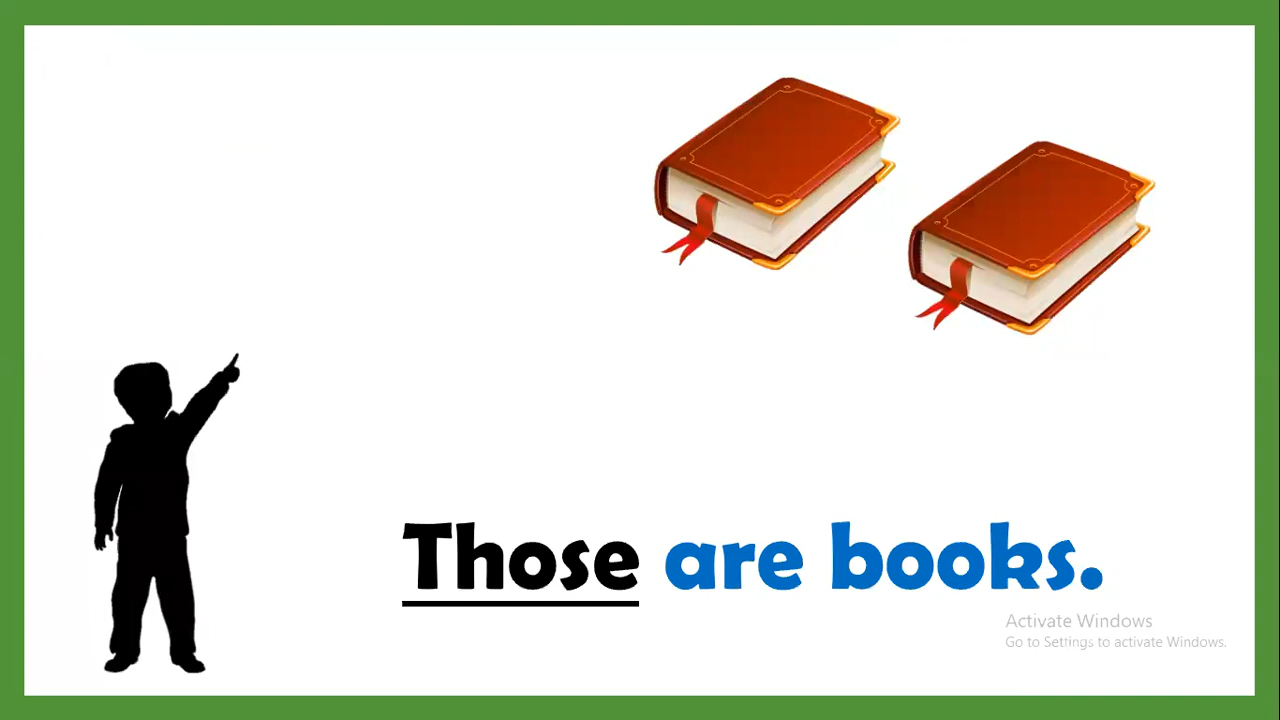 Those are books.
Activate Windows
Go to Settings to activate Windows.